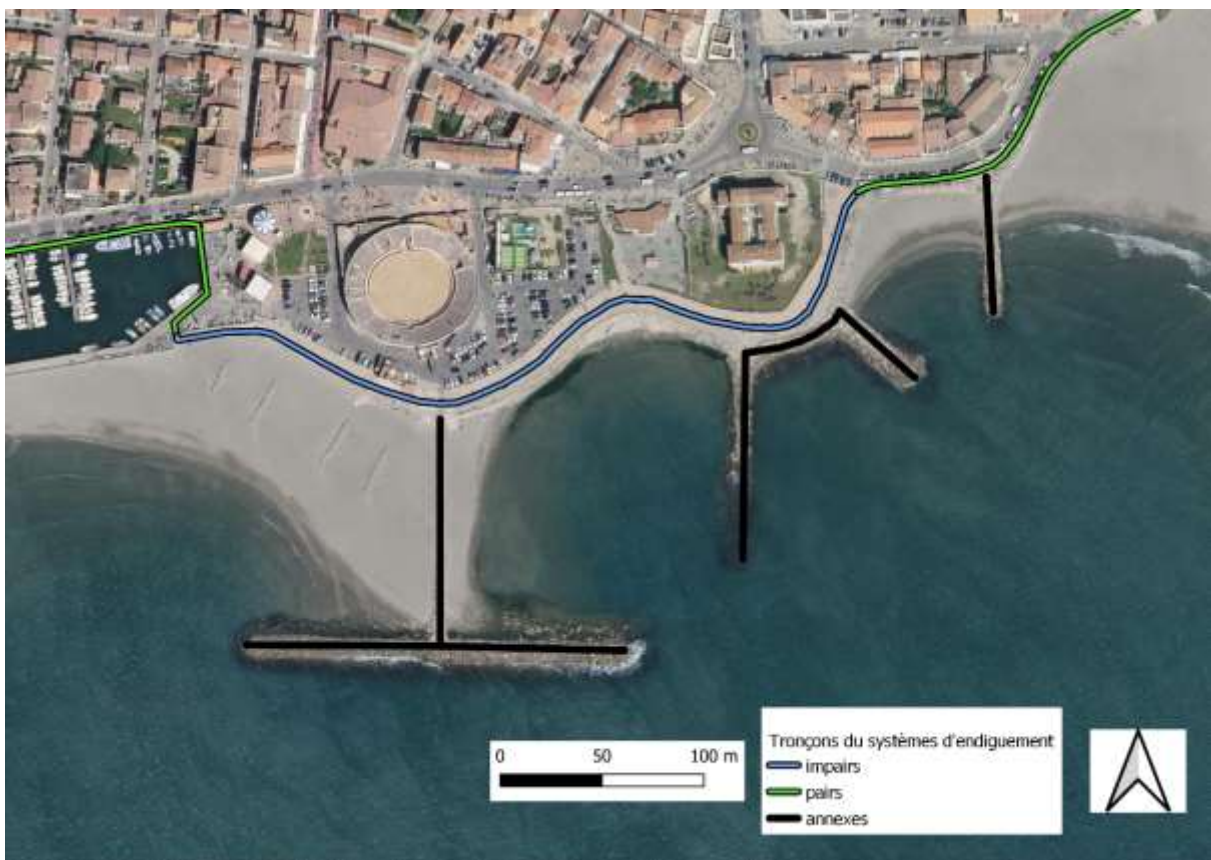 0 50 100 m
Tronçons du systèmes d'endiguement
impairs
pairs
annexes